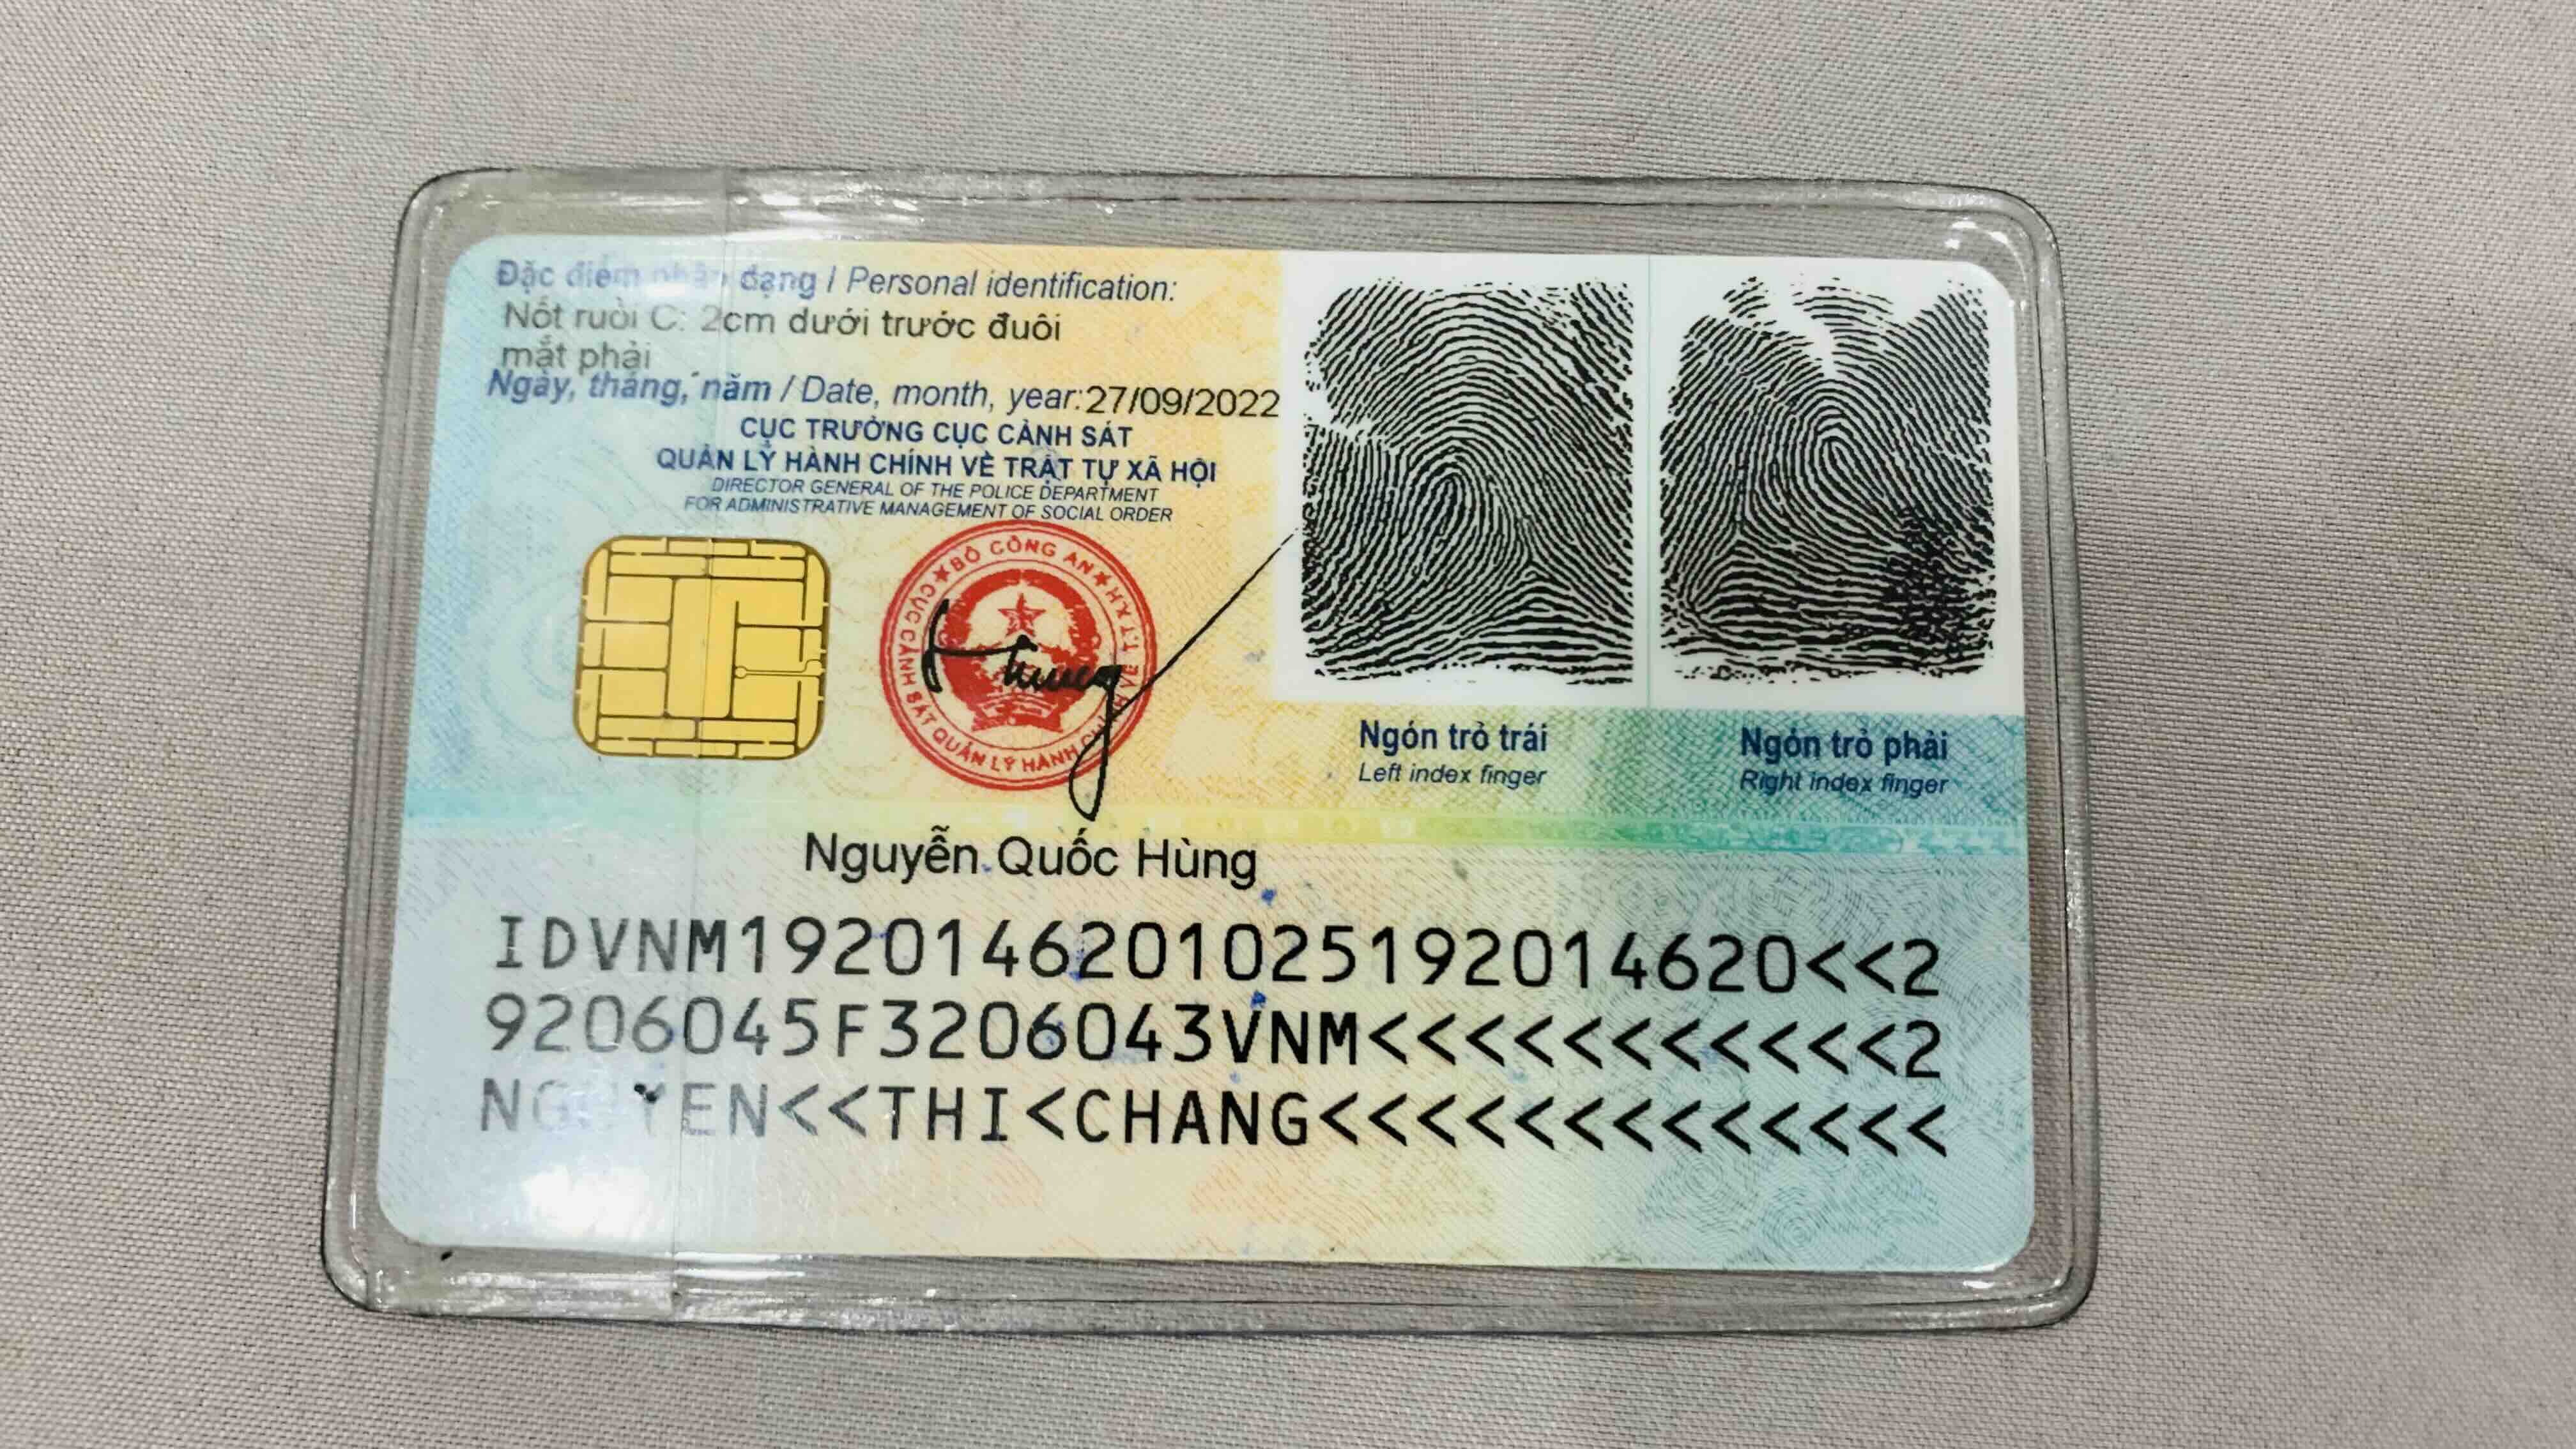 Đặc điểm nhân dạng / Personal identification:
Nốt ruồi C: 2cm dưới trước đuôi
mắt phải
Ngày, tháng, năm / Date, month, year:27/09/2022
CỤC TRƯỞNG CỤC CẢNH SÁT
QUẢN LÝ HÀNH CHÍNH VỀ TRẬT TỰ XÃ HỘI
DIRECTOR GENERAL OF THE POLICE DEPARTMENT
FOR ADMINISTRATIVE MANAGEMENT OF SOCIAL ORDER
BỘ CÔNG AN
CỤC CẢNH SÁT QUẢN LÝ HÀNH
Ngón trỏ trái
Left index finger
Ngón trỏ phải
Right index finger
Nguyễn Quốc Hùng
IDVNM1920146201025192014620<<2
9206045F3206043VNM<<<<<<<<<<<2
NGUYEN<<THI<CHANG<<<<<<<<<<<<<